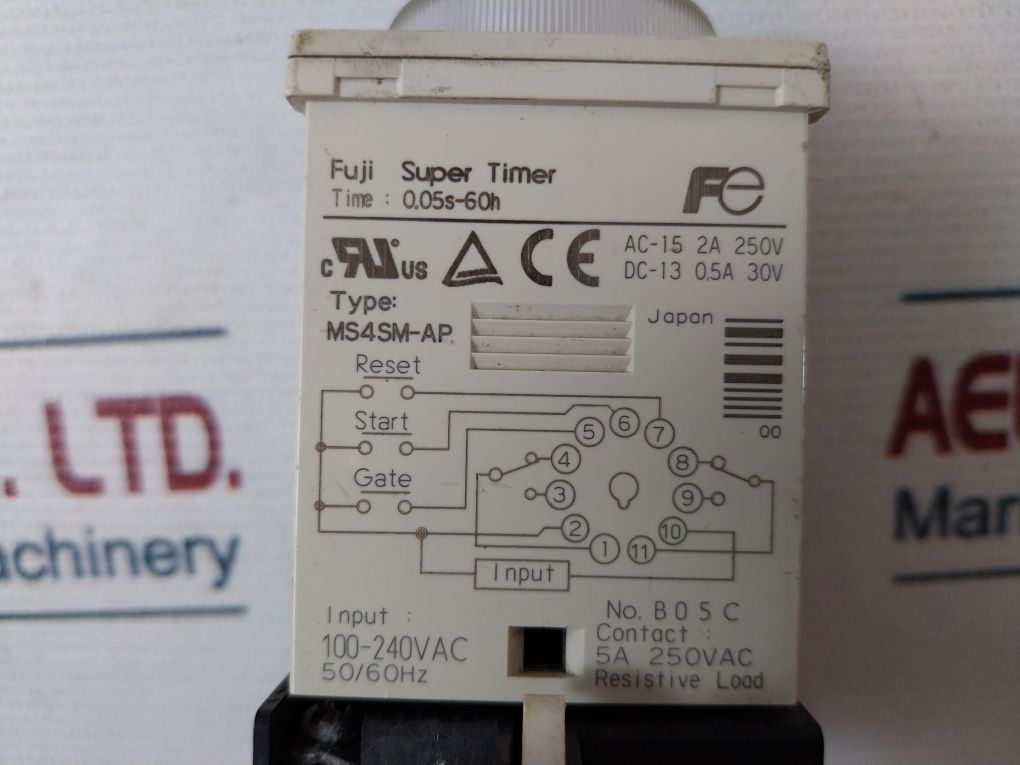 Fuji Super Timer
Time : 0.05s-60h
Fe
c RU us CE
AC-15 2A 250V
DC-13 0.5A 30V
Type:
MS4SM-AP
Japan
00
Reset
Start
Gate
5 6 7
4 8
3 9
2 10
1 11
Input
Input :
100-240VAC
50/60Hz
No. B05C
Contact :
5A 250VAC
Resistive Load
. LTD.
achinery
AE
Mar